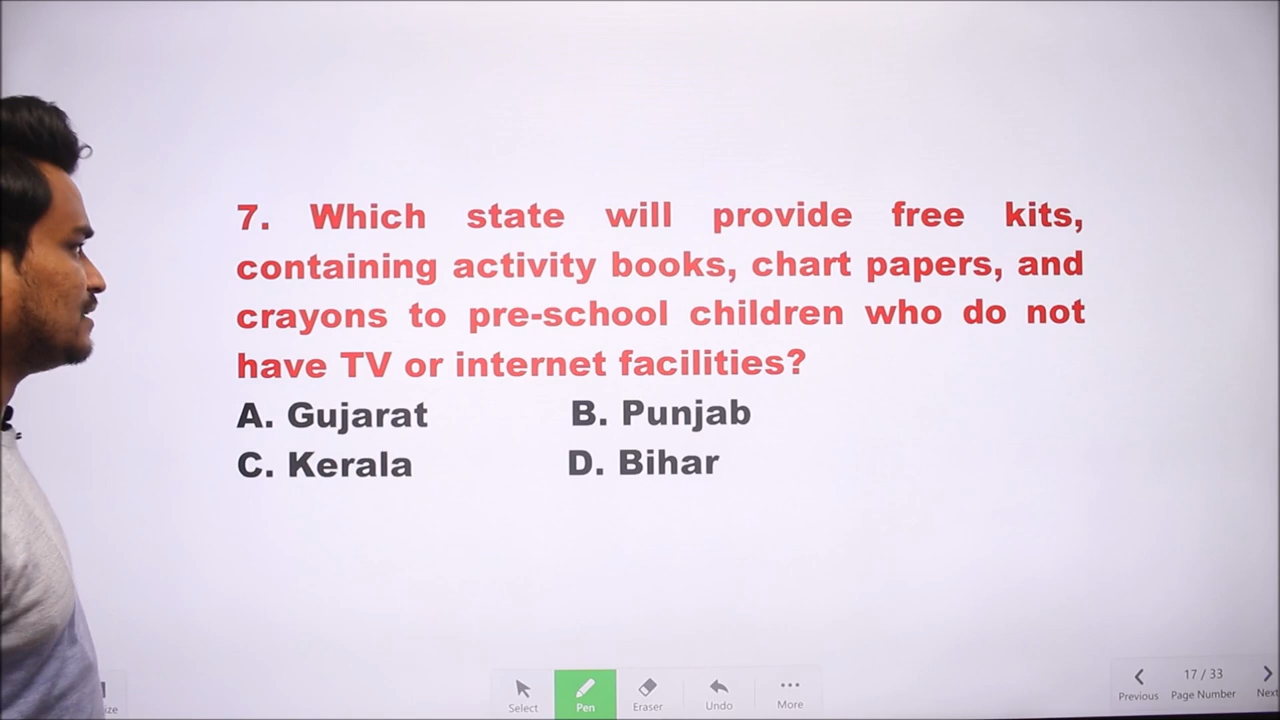 7. Which state will provide free kits,
containing activity books, chart papers, and
crayons to pre-school children who do not
have TV or internet facilities?
A. Gujarat B. Punjab
C. Kerala D. Bihar
Select Pen Eraser Undo More
Previous 17 / 33 Page Number Next